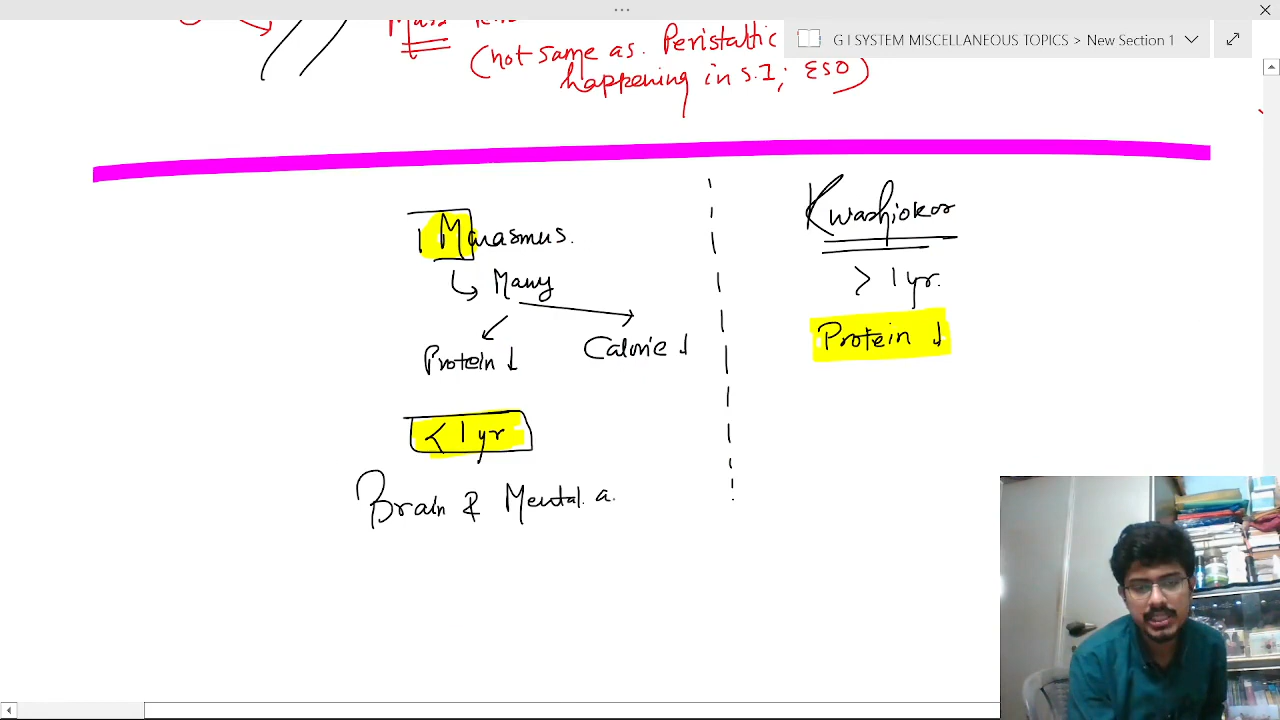 G.I SYSTEM MISCELLANEOUS TOPICS > New Section 1
(not same as. Peristaltic
happening in S.I; ESO)
Marasmus.
Many
Protein ↓
Calorie ↓
< 1 yr
Brain & Mental. a.
Kwashiokor
> 1 yr.
Protein ↓